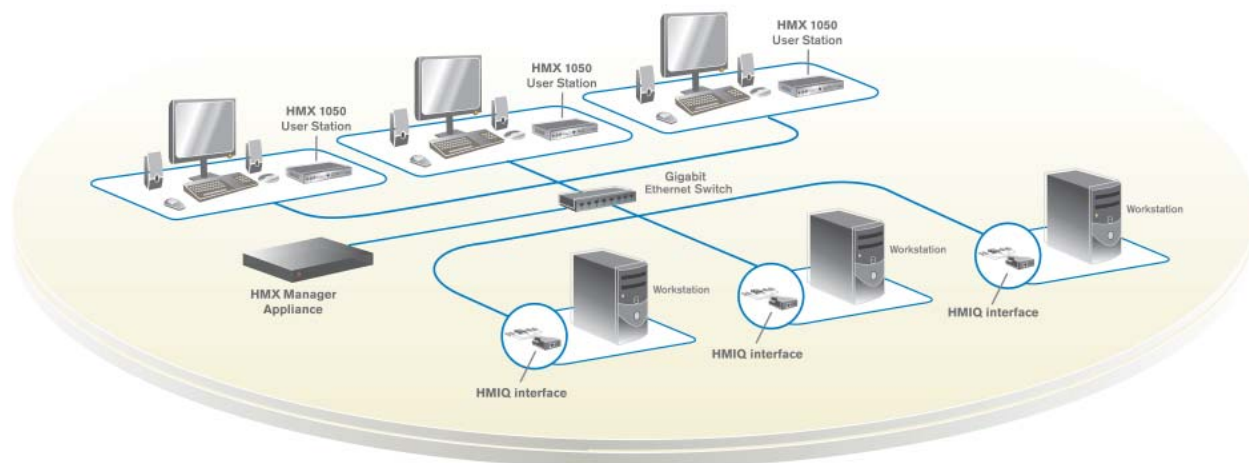 HMX 1050
User Station
HMX 1050
User Station
HMX 1050
User Station
Gigabit
Ethernet Switch
Workstation
Workstation
Workstation
HMX Manager
Appliance
HMIQ interface
HMIQ interface
HMIQ interface